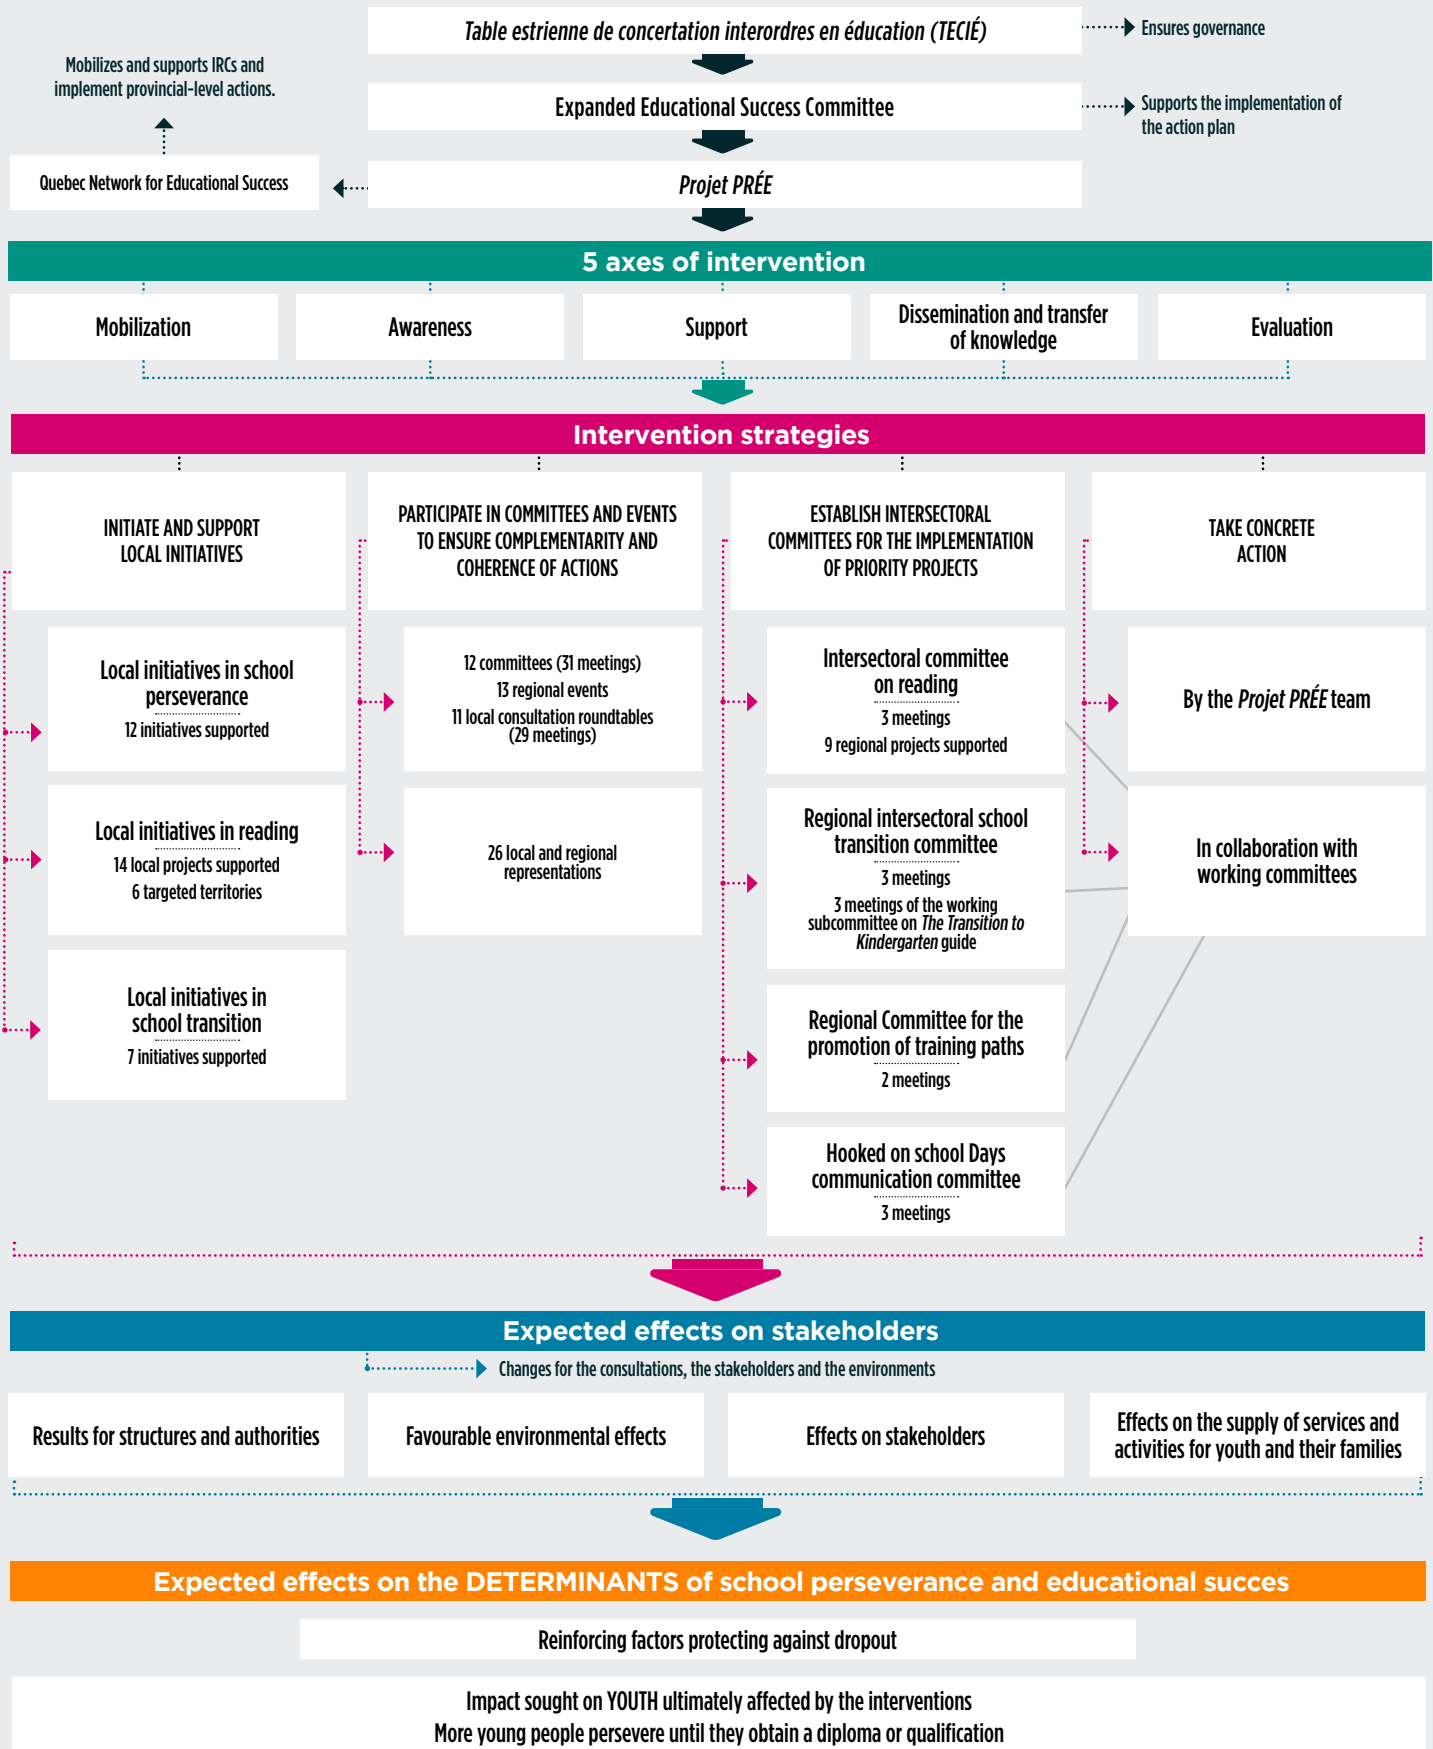 Table estrienne de concertation interordres en éducation (TECIÉ)
Ensures governance
Mobilizes and supports IRCs and
implement provincial-level actions.
Expanded Educational Success Committee
Supports the implementation of
the action plan
Quebec Network for Educational Success
Projet PRÉE
5 axes of intervention
Mobilization
Awareness
Support
Dissemination and transfer
of knowledge
Evaluation
Intervention strategies
INITIATE AND SUPPORT
LOCAL INITIATIVES
Local initiatives in school
perseverance
12 initiatives supported
Local initiatives in reading
14 local projects supported
6 targeted territories
Local initiatives in
school transition
7 initiatives supported
PARTICIPATE IN COMMITTEES AND EVENTS
TO ENSURE COMPLEMENTARITY AND
COHERENCE OF ACTIONS
12 committees (31 meetings)
13 regional events
11 local consultation roundtables
(29 meetings)
26 local and regional
representations
ESTABLISH INTERSECTORAL
COMMITTEES FOR THE IMPLEMENTATION
OF PRIORITY PROJECTS
Intersectoral committee
on reading
3 meetings
9 regional projects supported
Regional intersectoral school
transition committee
3 meetings
3 meetings of the working
subcommittee on The Transition to
Kindergarten guide
Regional Committee for the
promotion of training paths
2 meetings
Hooked on school Days
communication committee
3 meetings
TAKE CONCRETE
ACTION
By the Projet PRÉE team
In collaboration with
working committees
Expected effects on stakeholders
Changes for the consultations, the stakeholders and the environments
Results for structures and authorities
Favourable environmental effects
Effects on stakeholders
Effects on the supply of services and
activities for youth and their families
Expected effects on the DETERMINANTS of school perseverance and educational succes
Reinforcing factors protecting against dropout
Impact sought on YOUTH ultimately affected by the interventions
More young people persevere until they obtain a diploma or qualification